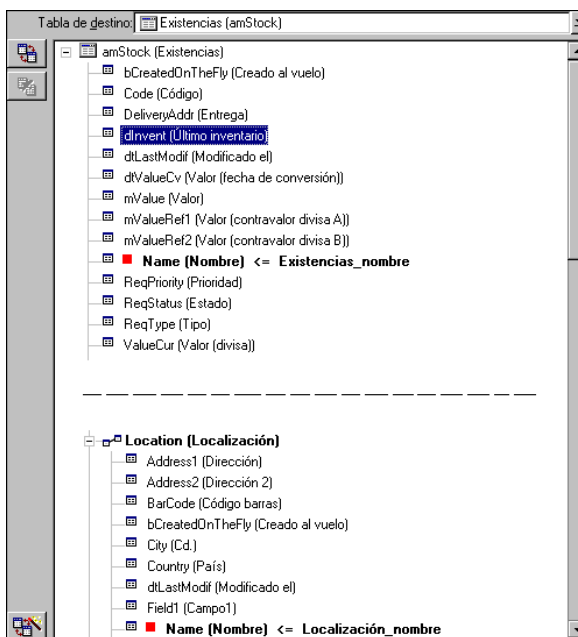 Tabla de destino: Existencias (amStock)
amStock (Existencias)
bCreatedOnTheFly (Creado al vuelo)
Code (Código)
DeliveryAddr (Entrega)
dInvent (Último inventario)
dtLastModif (Modificado el)
dtValueCv (Valor (fecha de conversión))
mValue (Valor)
mValueRef1 (Valor (contravalor divisa A))
mValueRef2 (Valor (contravalor divisa B))
Name (Nombre) <= Existencias_nombre
ReqPriority (Prioridad)
ReqStatus (Estado)
ReqType (Tipo)
ValueCur (Valor (divisa))
Location (Localización)
Address1 (Dirección)
Address2 (Dirección 2)
BarCode (Código barras)
bCreatedOnTheFly (Creado al vuelo)
City (Cd.)
Country (País)
dtLastModif (Modificado el)
Field1 (Campo1)
Name (Nombre) <= Localización_nombre